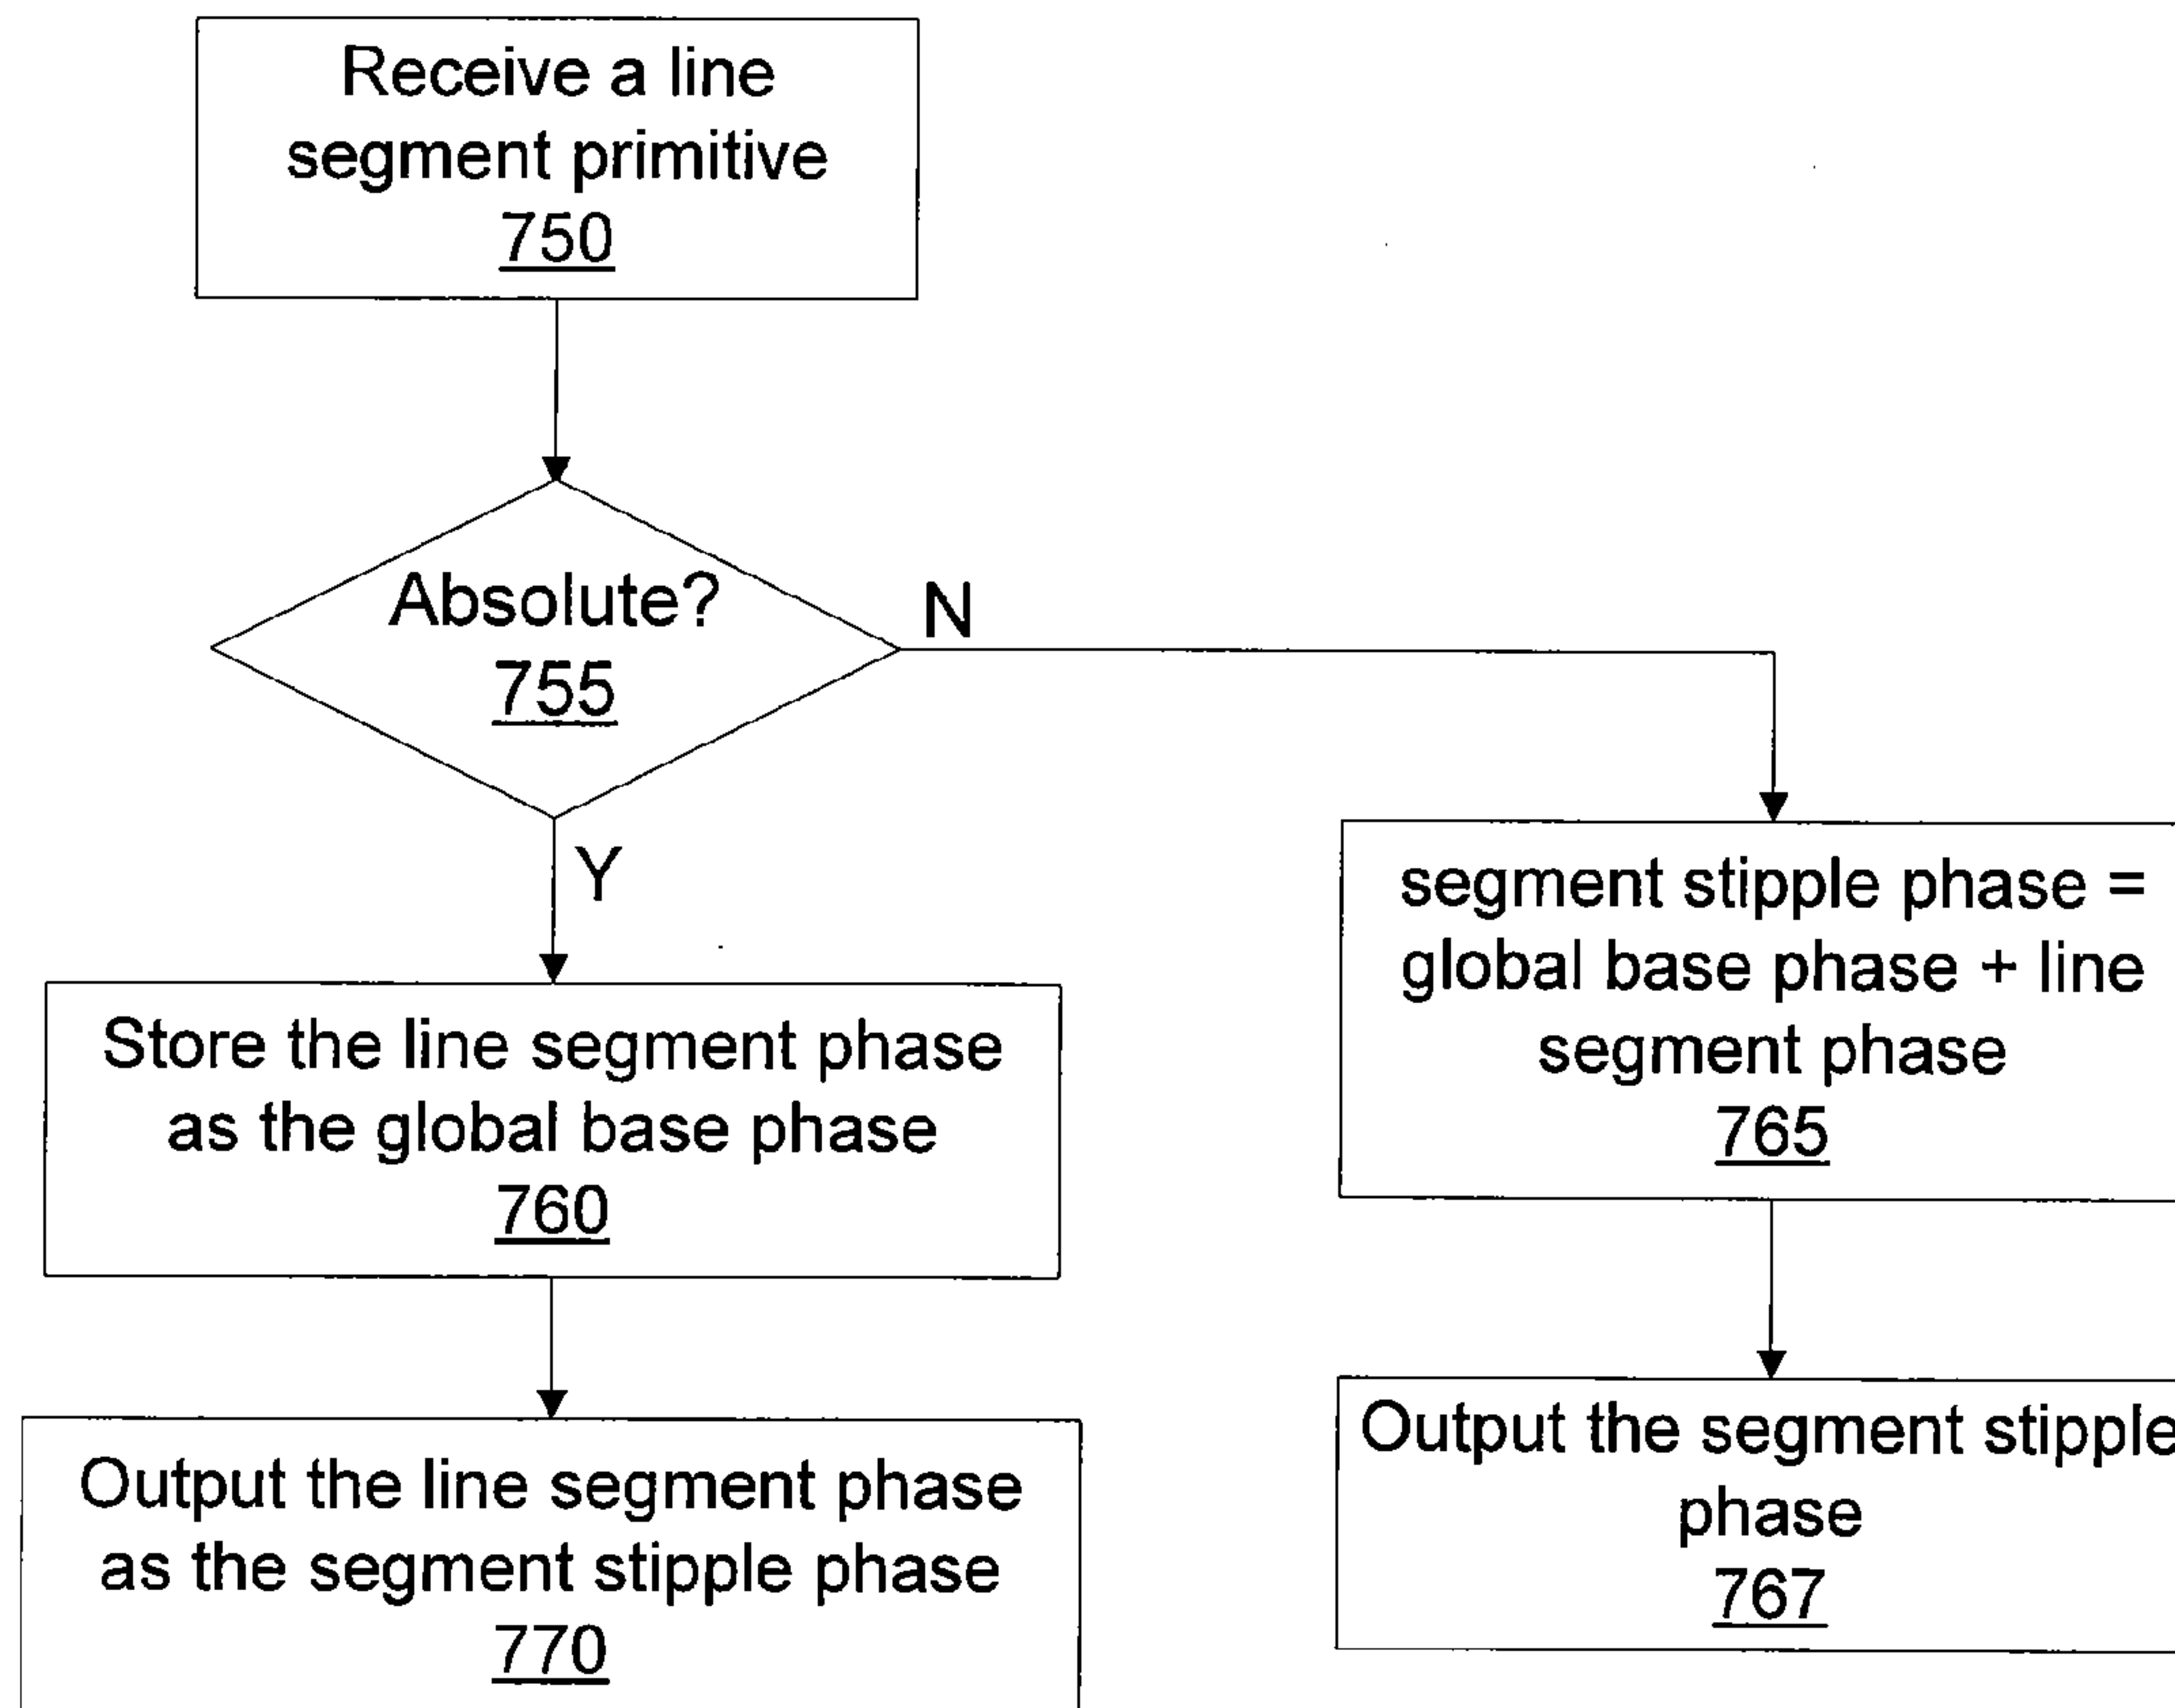 Receive a line
segment primitive
750
Absolute?
755
N
Y
segment stipple phase =
global base phase + line
segment phase
765
Store the line segment phase
as the global base phase
760
Output the segment stipple
phase
767
Output the line segment phase
as the segment stipple phase
770